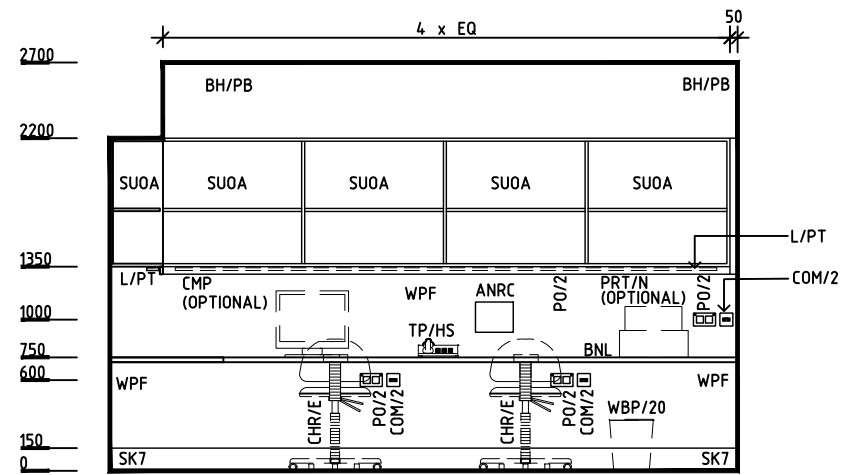 50
4 x EQ
2700
BH/PB
BH/PB
2200
SUOA
SUOA
SUOA
SUOA
SUOA
L/PT
1350
L/PT
CMP
(OPTIONAL)
WPF
ANRC
PO/2
PRT/N
(OPTIONAL)
PO/2
COM/2
1000
TP/HS
750
BNL
600
WPF
WPF
CHR/E
PO/2
COM/2
CHR/E
PO/2
COM/2
WBP/20
150
SK7
SK7
0